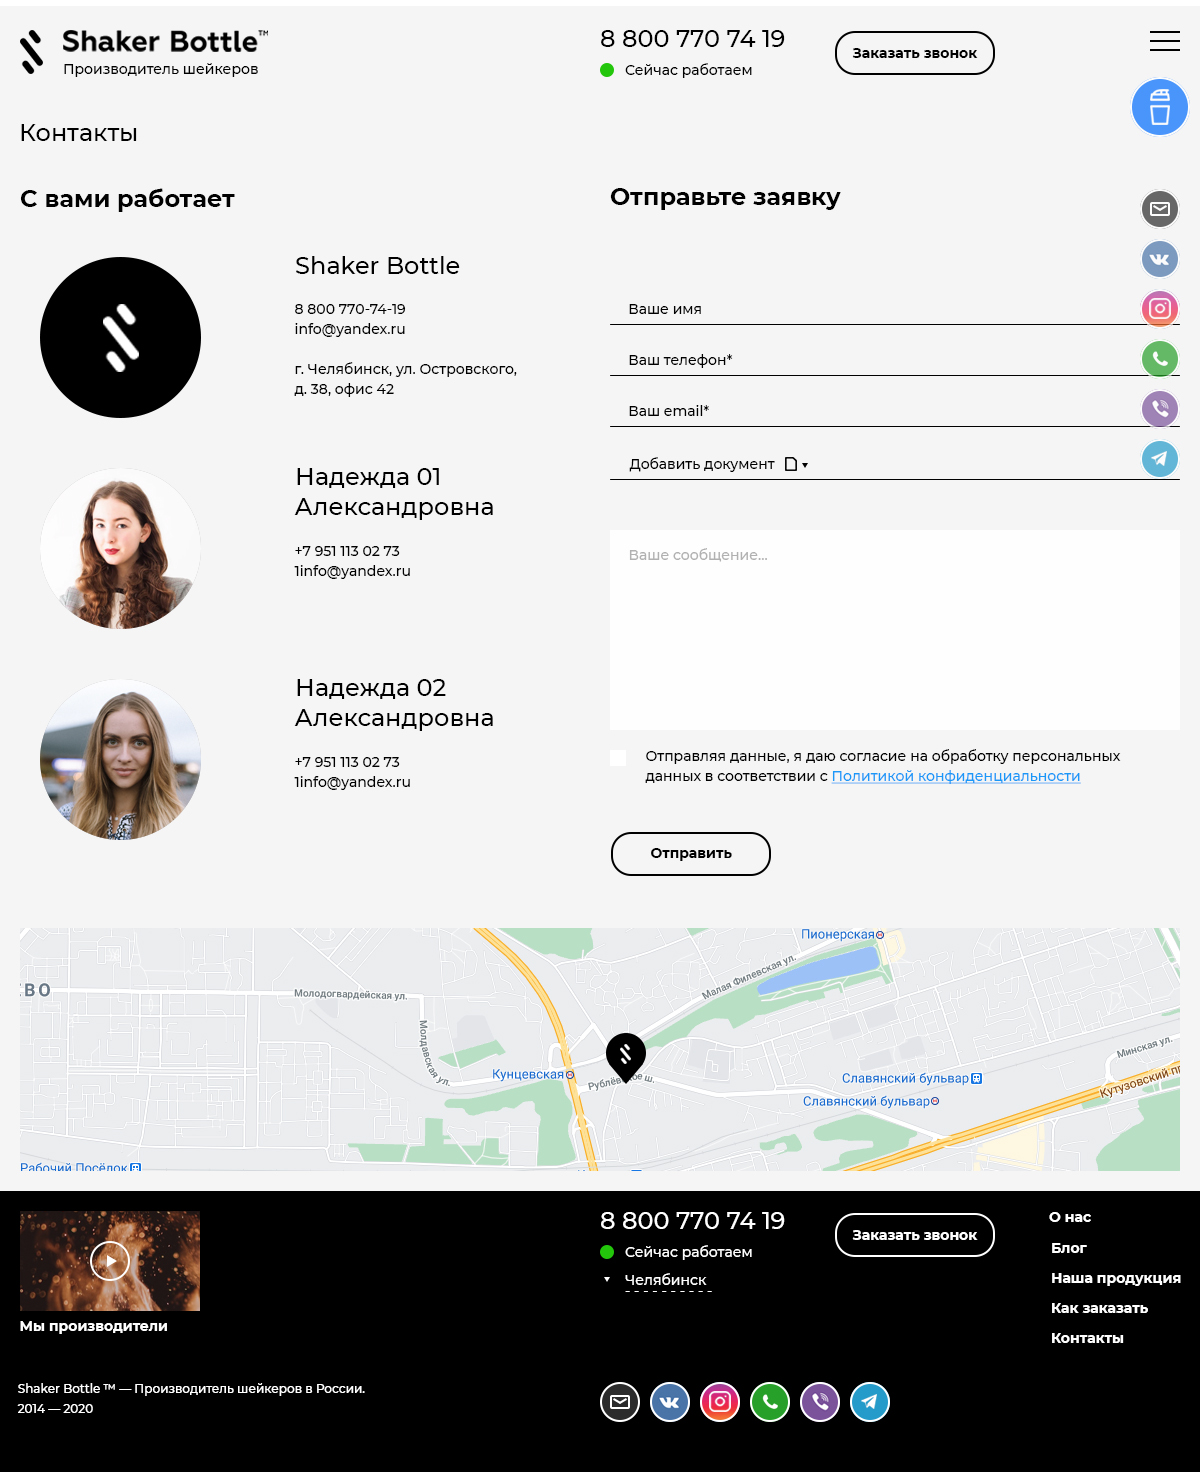 Shaker Bottle™
Производитель шейкеров
8 800 770 74 19
Сейчас работаем
Заказать звонок
Контакты
С вами работает
Shaker Bottle
8 800 770-74-19
info@yandex.ru
г. Челябинск, ул. Островского,
д. 38, офис 42
Надежда 01
Александровна
+7 951 113 02 73
1info@yandex.ru
Надежда 02
Александровна
+7 951 113 02 73
1info@yandex.ru
Отправьте заявку
Ваше имя
Ваш телефон*
Ваш email*
Добавить документ
Ваше сообщение...
Отправляя данные, я даю согласие на обработку персональных
данных в соответствии с Политикой конфиденциальности
Отправить
Пионерская
Малая Филевская ул.
ВО
Молодогвардейская ул.
Молдавская ул.
Кунцевская
Славянский бульвар
Славянский бульвар
Минская ул.
Рабочий Посёлок
Мы производители
8 800 770 74 19
Сейчас работаем
Челябинск
Заказать звонок
О нас
Блог
Наша продукция
Как заказать
Контакты
Shaker Bottle ™ — Производитель шейкеров в России.
2014 — 2020